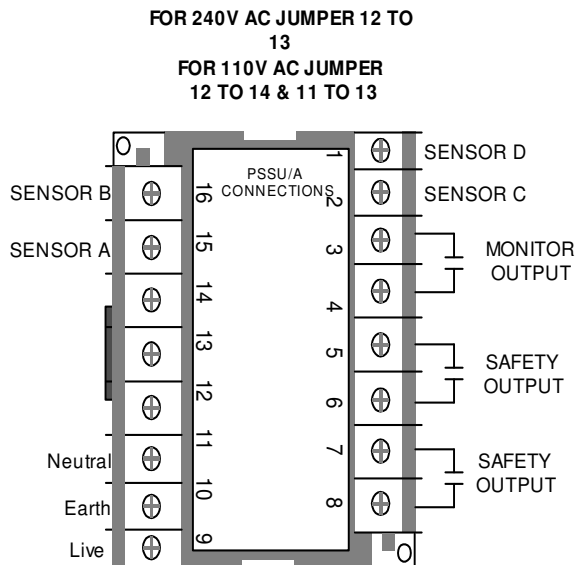 FOR 240V AC JUMPER 12 TO
13
FOR 110V AC JUMPER
12 TO 14 & 11 TO 13
PSSU/A
CONNECTIONS
1
SENSOR D
2
SENSOR C
3
MONITOR
OUTPUT
4
5
SAFETY
OUTPUT
6
7
SAFETY
OUTPUT
8
SENSOR B
16
SENSOR A
15
14
13
12
11
Neutral
10
Earth
9
Live